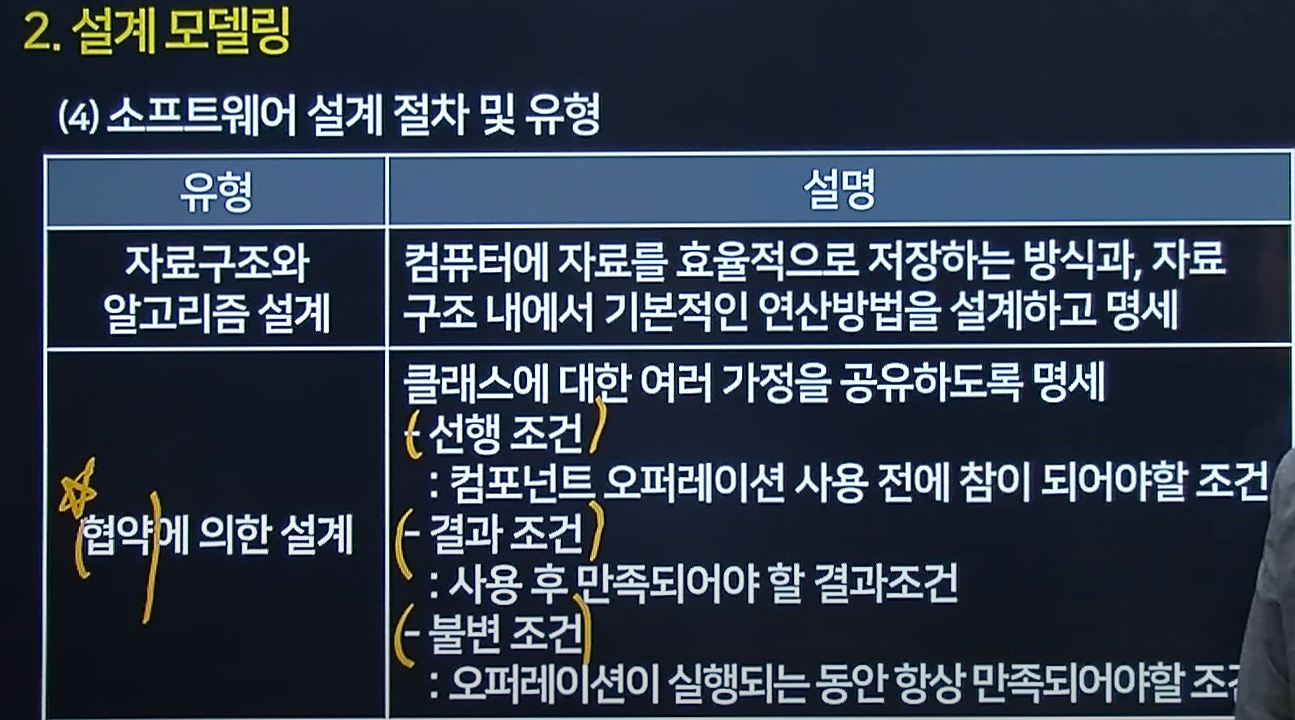 2. 설계 모델링
(4) 소프트웨어 설계 절차 및 유형
유형
설명
자료구조와
알고리즘 설계
컴퓨터에 자료를 효율적으로 저장하는 방식과, 자료
구조 내에서 기본적인 연산방법을 설계하고 명세
협약에 의한 설계
클래스에 대한 여러 가정을 공유하도록 명세
- 선행 조건
: 컴포넌트 오퍼레이션 사용 전에 참이 되어야할 조건
- 결과 조건
: 사용 후 만족되어야 할 결과조건
- 불변 조건
: 오퍼레이션이 실행되는 동안 항상 만족되어야할